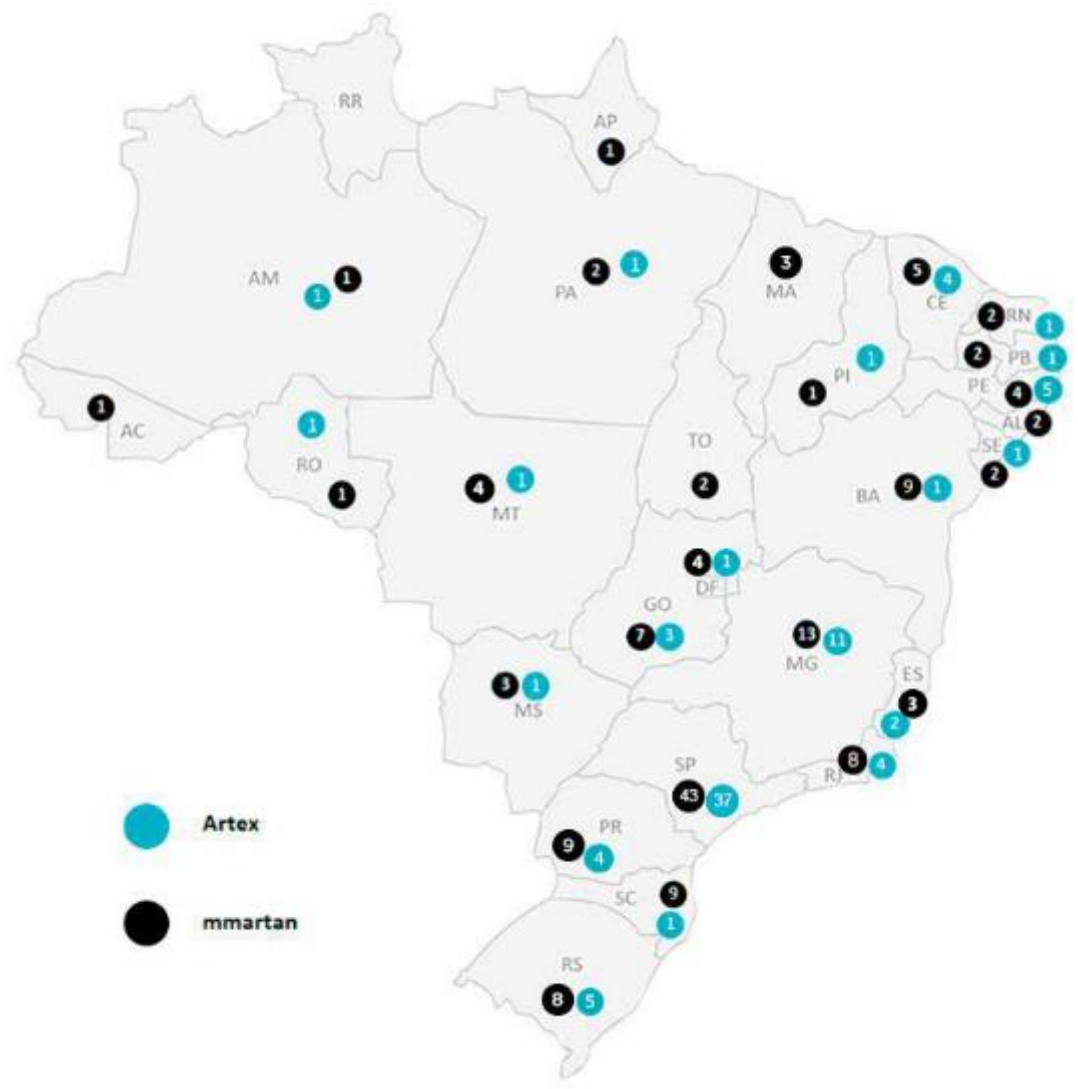 RR
AP
1
AM
1
1
PA
2
1
3
MA
5
4
CE
2
RN
1
2
PB
1
1
PI
1
PE
4
5
AL
2
SE
1
2
1
AC
1
RO
1
4
1
MT
TO
2
BA
9
1
4
1
DF
GO
7
3
13
11
MG
ES
3
2
3
1
MS
8
RJ
4
SP
43
37
PR
9
4
SC
9
1
RS
8
5
Artex
mmartan